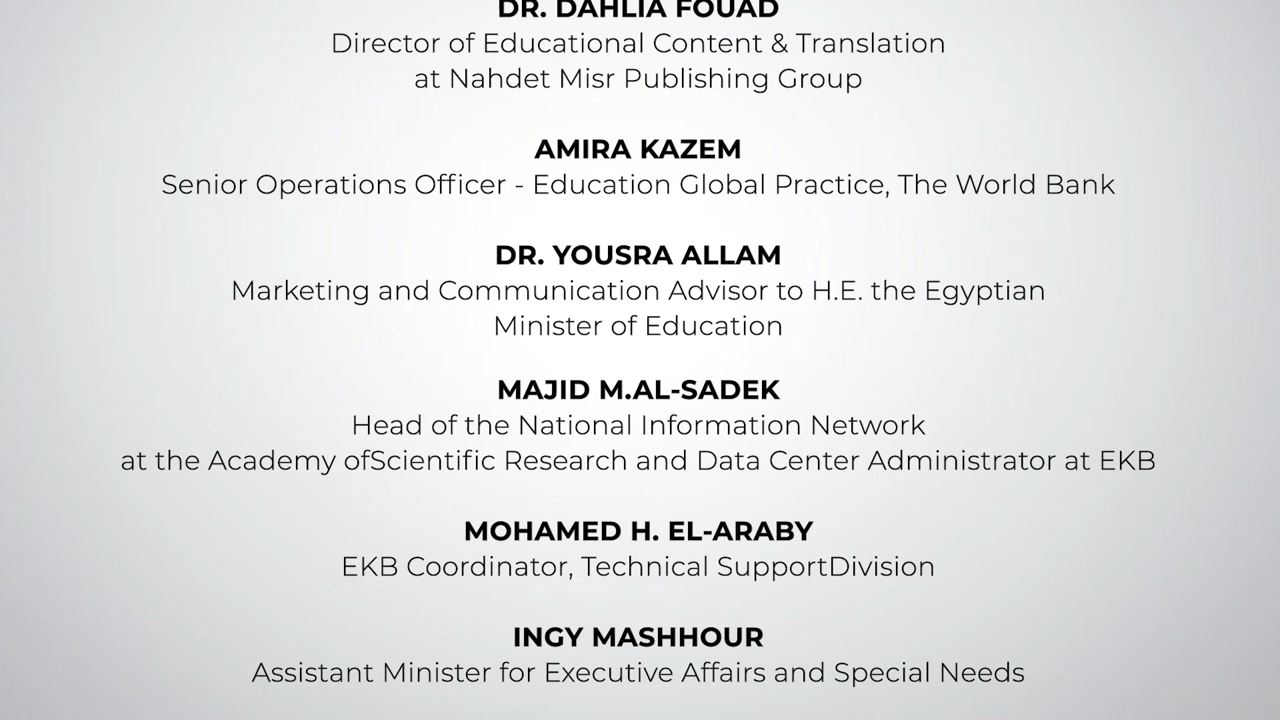 DR. DAHLIA FOUAD
Director of Educational Content & Translation
at Nahdet Misr Publishing Group
AMIRA KAZEM
Senior Operations Officer - Education Global Practice, The World Bank
DR. YOUSRA ALLAM
Marketing and Communication Advisor to H.E. the Egyptian
Minister of Education
MAJID M.AL-SADEK
Head of the National Information Network
at the Academy ofScientific Research and Data Center Administrator at EKB
MOHAMED H. EL-ARABY
EKB Coordinator, Technical SupportDivision
INGY MASHHOUR
Assistant Minister for Executive Affairs and Special Needs